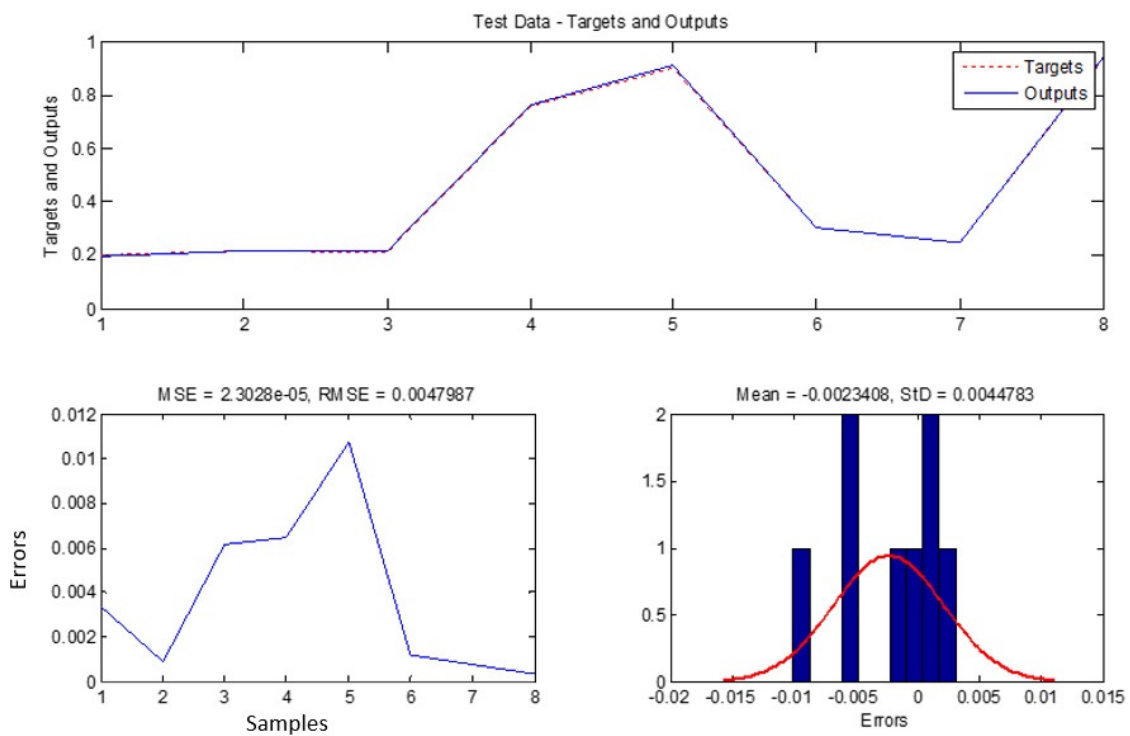 Test Data - Targets and Outputs
Targets and Outputs
1
0.8
0.6
0.4
0.2
0
Targets
Outputs
1 2 3 4 5 6 7 8
MSE = 2.3028e-05, RMSE = 0.0047987
Errors
0.012
0.01
0.008
0.006
0.004
0.002
0
1 2 3 4 5 6 7 8
Samples
Mean = -0.0023408, StD = 0.0044783
2
1.5
1
0.5
0
-0.02 -0.015 -0.01 -0.005 0 0.005 0.01 0.015
Errors